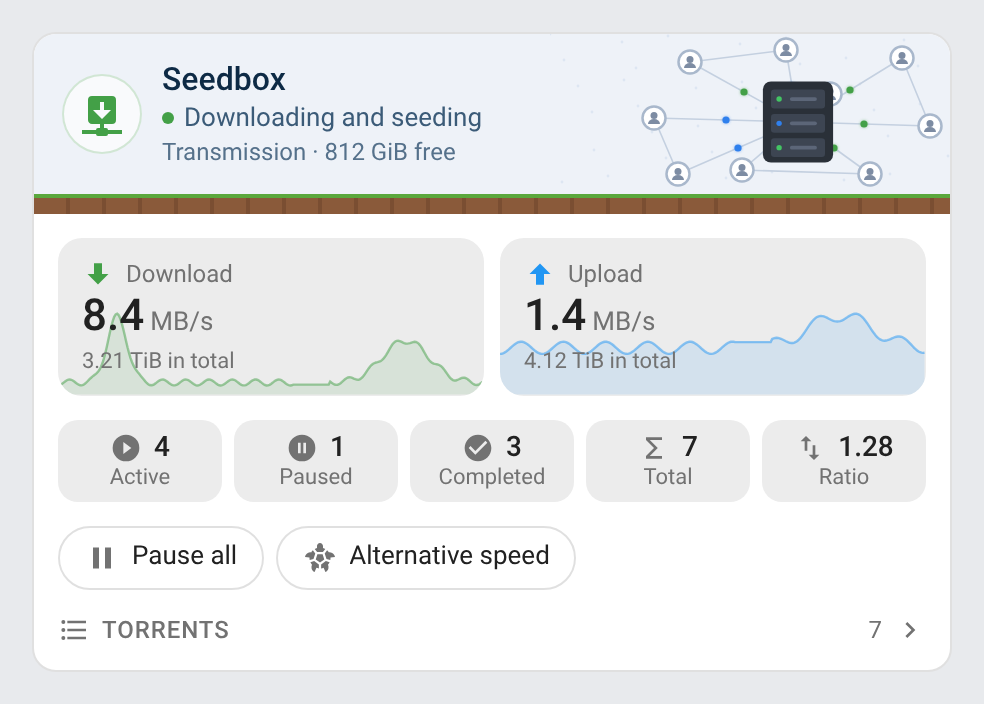 Seedbox
Downloading and seeding
Transmission · 812 GiB free
Download
8.4 MB/s
3.21 TiB in total
Upload
1.4 MB/s
4.12 TiB in total
4
Active
1
Paused
3
Completed
7
Total
1.28
Ratio
Pause all
Alternative speed
TORRENTS
7